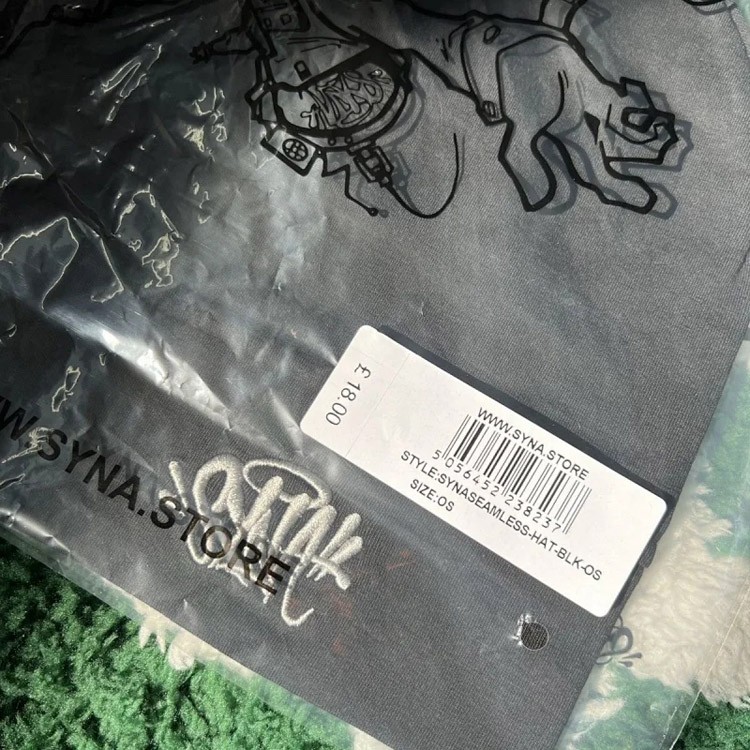 £ 18.00
WWW.SYNA.STORE
5 056452 238237
STYLE:SYNASEAMLESS-HAT-BLK-OS
SIZE:OS
W.SYNA.STORE